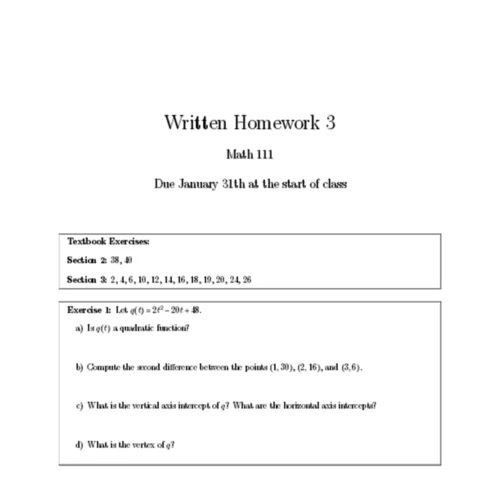 Written Homework 3
Math 111
Due January 31th at the start of class
Textbook Exercises:
Section 2: 38, 40
Section 3: 2, 4, 6, 10, 12, 14, 16, 18, 19, 20, 24, 26
Exercise 1: Let q(t) = 2t² − 20t + 48.
a) Is q(t) a quadratic function?
b) Compute the second difference between the points (1, 30), (2, 16), and (3, 6).
c) What is the vertical axis intercept of q? What are the horizontal axis intercepts?
d) What is the vertex of q?